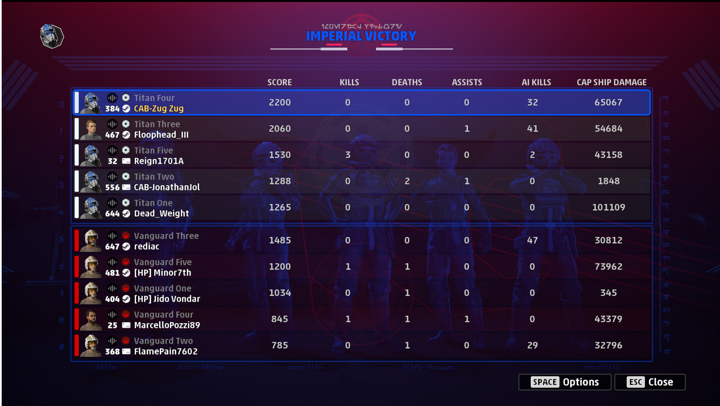 IMPERIAL VICTORY
SCORE KILLS DEATHS ASSISTS AI KILLS CAP SHIP DAMAGE
Titan Four
384 CAB-Zug Zug 2200 0 0 0 32 65067
Titan Three
467 Floophead_III 2060 0 0 1 41 54684
Titan Five
32 Reign1701A 1530 3 0 0 2 43158
Titan Two
556 CAB-JonathanJol 1288 0 2 1 0 1848
Titan One
644 Dead_Weight 1265 0 0 0 0 101109
Vanguard Three
647 rediac 1485 0 0 0 47 30812
Vanguard Five
481 [HP] Minor7th 1200 1 1 0 0 73962
Vanguard One
404 [HP] Jido Vondar 1034 0 1 0 0 345
Vanguard Four
25 MarcelloPozzi89 845 1 1 1 0 43379
Vanguard Two
368 FlamePain7602 785 0 1 0 29 32796
SPACE Options ESC Close